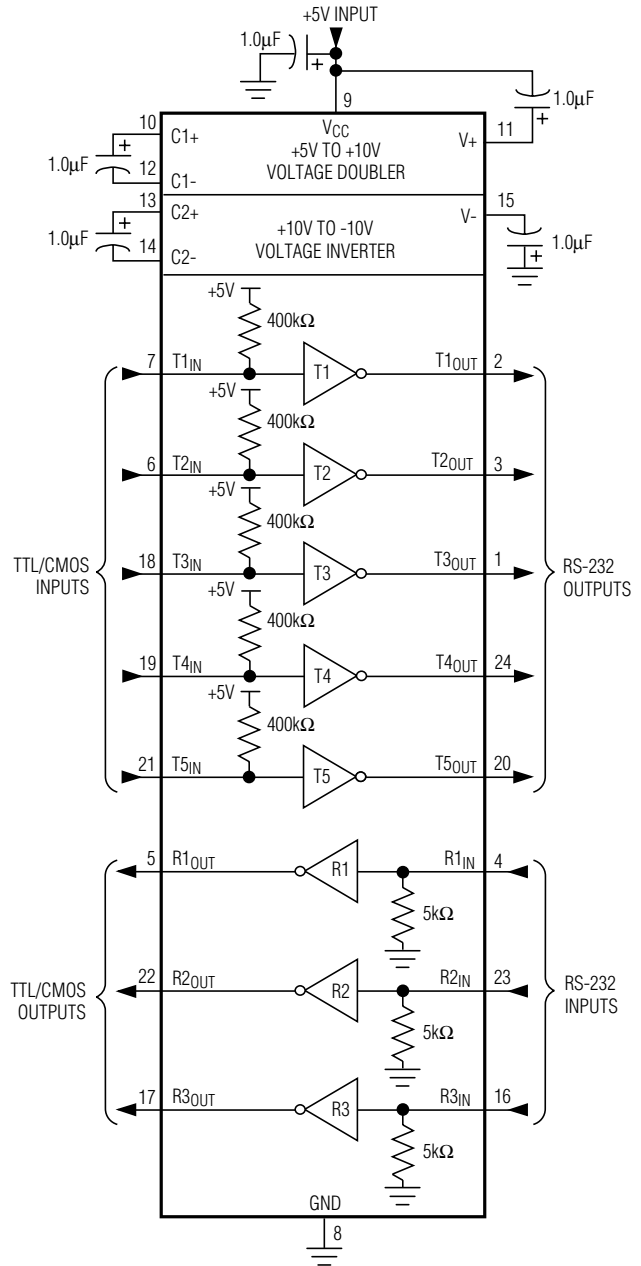 +5V INPUT
1.0µF
1.0µF
9
VCC
+5V TO +10V
VOLTAGE DOUBLER
10
C1+
+
1.0µF
12
C1-
V+
11
+
+
13
C2+
+
1.0µF
14
C2-
+10V TO -10V
VOLTAGE INVERTER
V-
15
+
1.0µF
+5V
400kΩ
7
T1IN
T1
T1OUT
2
+5V
400kΩ
6
T2IN
T2
T2OUT
3
+5V
400kΩ
18
T3IN
T3
T3OUT
1
TTL/CMOS
INPUTS
RS-232
OUTPUTS
+5V
400kΩ
19
T4IN
T4
T4OUT
24
+5V
400kΩ
21
T5IN
T5
T5OUT
20
5
R1OUT
R1
R1IN
4
5kΩ
22
R2OUT
R2
R2IN
23
5kΩ
TTL/CMOS
OUTPUTS
RS-232
INPUTS
17
R3OUT
R3
R3IN
16
5kΩ
GND
8